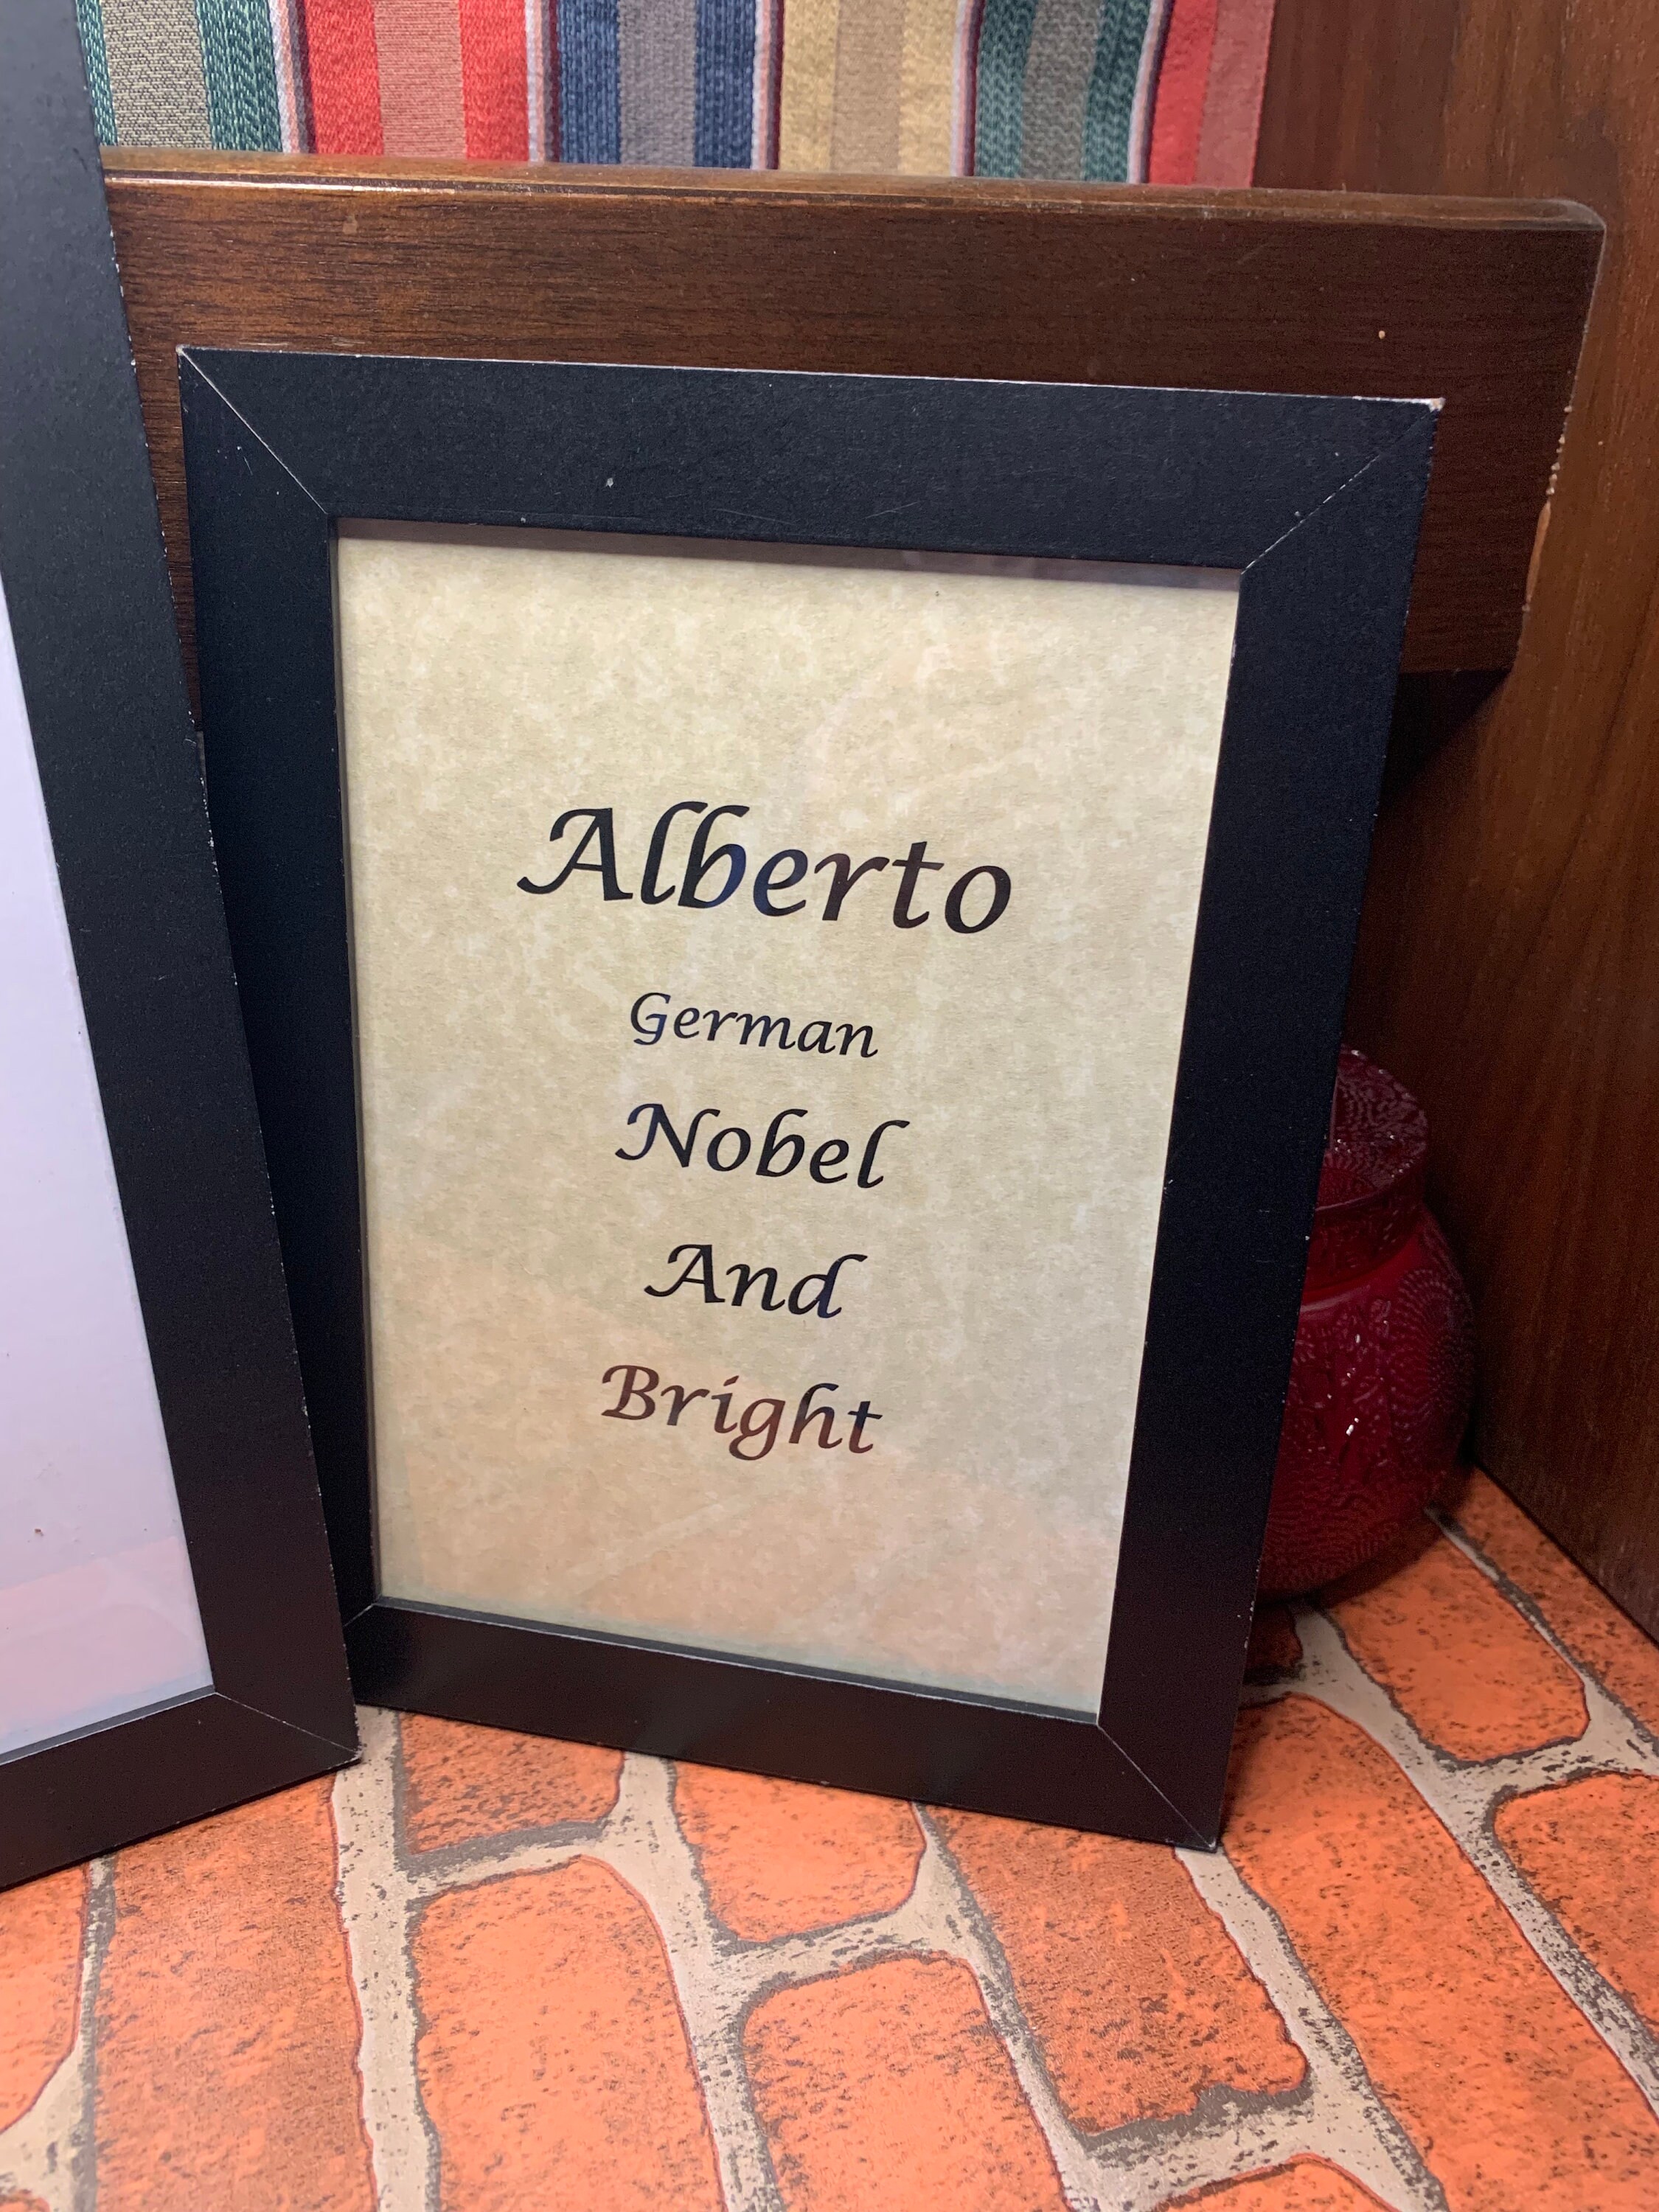 Alberto
German
Nobel
And
Bright